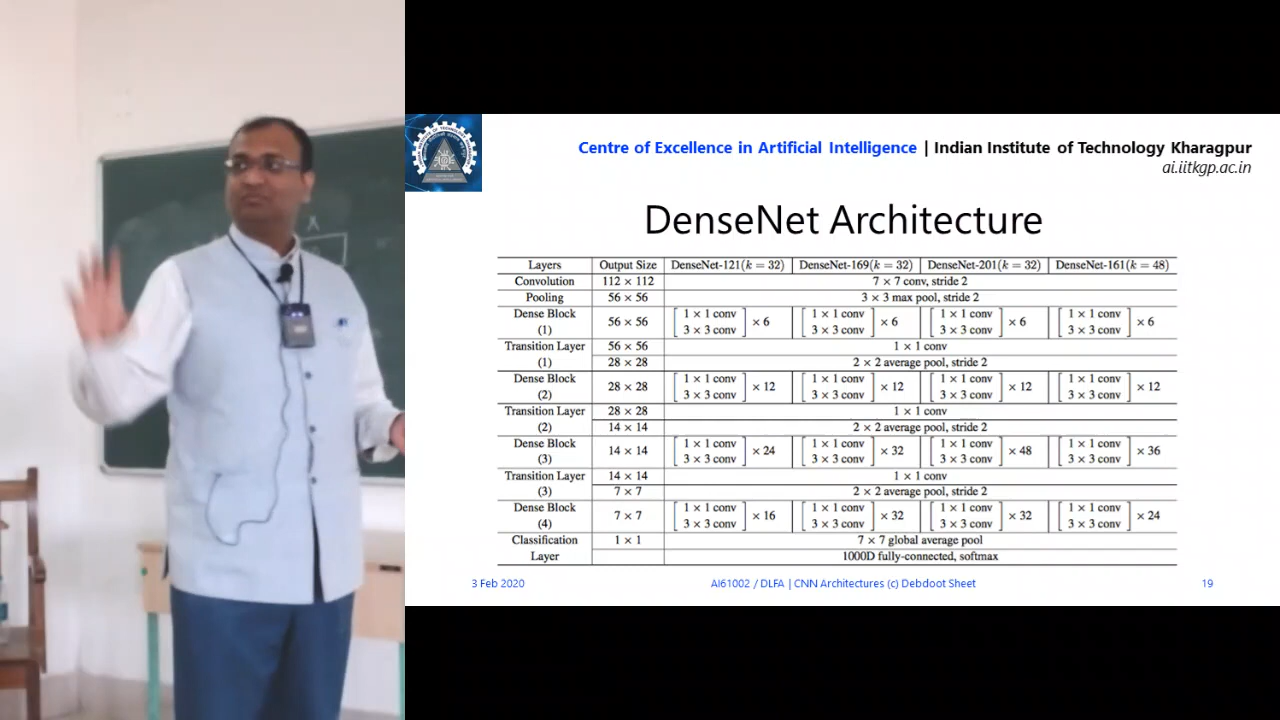 Centre of Excellence in Artificial Intelligence | Indian Institute of Technology Kharagpur
ai.iitkgp.ac.in
DenseNet Architecture
Layers Output Size DenseNet-121(k = 32) DenseNet-169(k = 32) DenseNet-201(k = 32) DenseNet-161(k = 48)
Convolution 112 × 112 7 × 7 conv, stride 2
Pooling 56 × 56 3 × 3 max pool, stride 2
Dense Block (1) 56 × 56 [1 × 1 conv 3 × 3 conv] × 6 [1 × 1 conv 3 × 3 conv] × 6 [1 × 1 conv 3 × 3 conv] × 6 [1 × 1 conv 3 × 3 conv] × 6
Transition Layer 56 × 56 1 × 1 conv
(1) 28 × 28 2 × 2 average pool, stride 2
Dense Block (2) 28 × 28 [1 × 1 conv 3 × 3 conv] × 12 [1 × 1 conv 3 × 3 conv] × 12 [1 × 1 conv 3 × 3 conv] × 12 [1 × 1 conv 3 × 3 conv] × 12
Transition Layer 28 × 28 1 × 1 conv
(2) 14 × 14 2 × 2 average pool, stride 2
Dense Block (3) 14 × 14 [1 × 1 conv 3 × 3 conv] × 24 [1 × 1 conv 3 × 3 conv] × 32 [1 × 1 conv 3 × 3 conv] × 48 [1 × 1 conv 3 × 3 conv] × 36
Transition Layer 14 × 14 1 × 1 conv
(3) 7 × 7 2 × 2 average pool, stride 2
Dense Block (4) 7 × 7 [1 × 1 conv 3 × 3 conv] × 16 [1 × 1 conv 3 × 3 conv] × 32 [1 × 1 conv 3 × 3 conv] × 32 [1 × 1 conv 3 × 3 conv] × 24
Classification 1 × 1 7 × 7 global average pool
Layer 1000D fully-connected, softmax
3 Feb 2020 AI61002 / DLFA | CNN Architectures (c) Debdoot Sheet 19